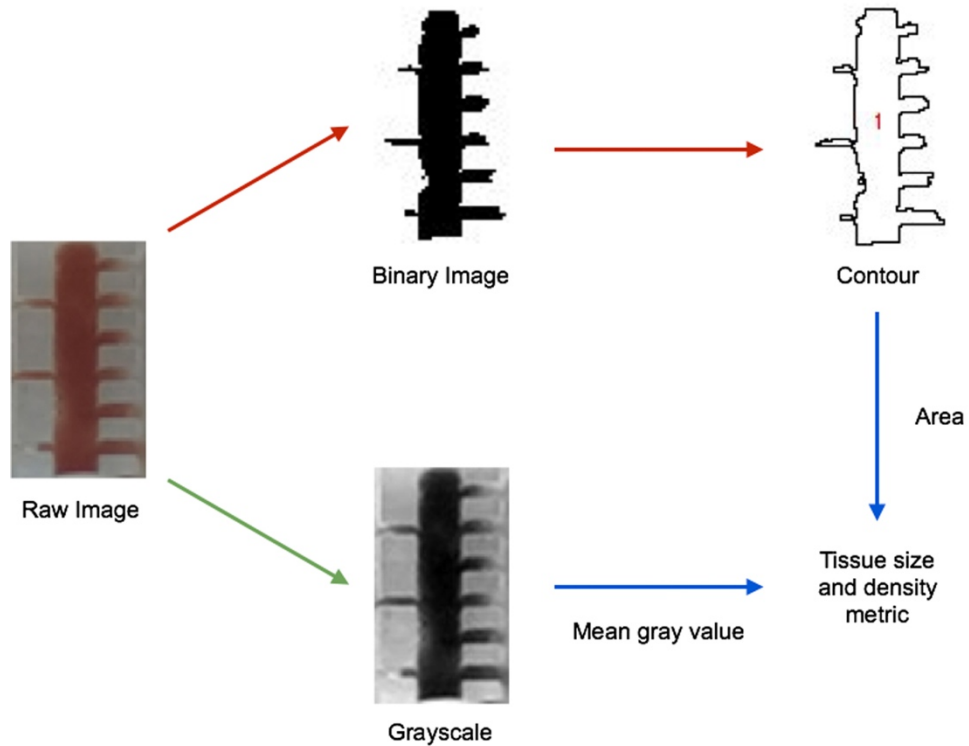 1
Binary Image
Contour
Raw Image
Area
Mean gray value
Tissue size
and density
metric
Grayscale